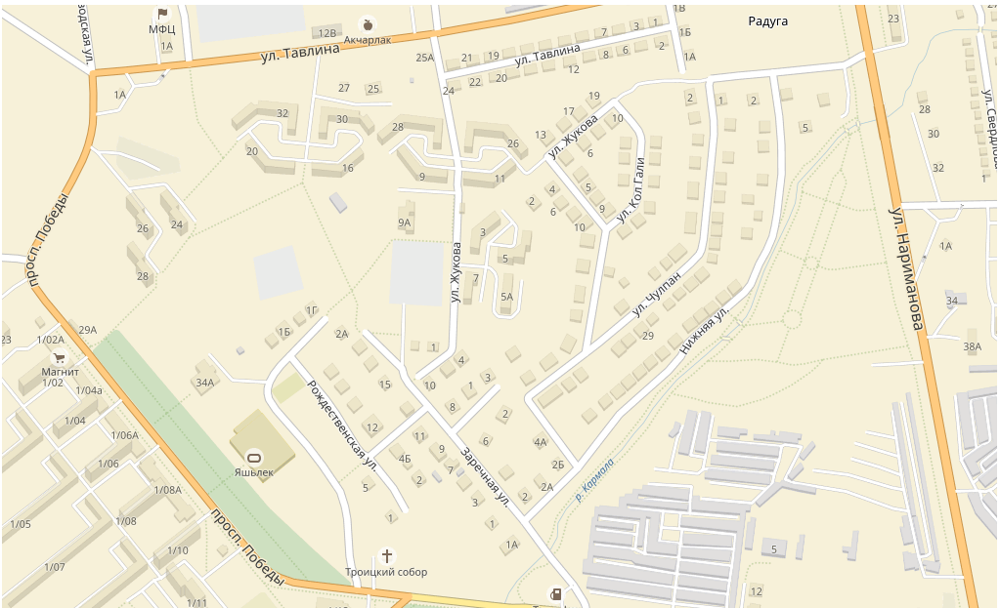 1В
Радуга
23
МФЦ
1А
12В
Акчарлак
ул. Тавлина
25А
21
19
ул. Тавлина
7
3
1
1Б
8
6
2
1А
12
22
20
24
1А
27
25
2
1
2
5
32
30
28
26
20
16
9
11
19
17
13
10
ул. Жукова
6
28
30
32
1
ул. Свердлова
просп. Победы
26
24
28
9А
3
5
5А
7
ул. Жукова
4
2
6
5
9
10
ул. Кол Гали
ул. Чулпан
29
Нижняя ул.
ул. Нариманова
1А
34
38А
23
29А
1/02А
Магнит
1/02
1/04а
1/04
1/06А
1/06
1/08А
1/08
1/10
1/05
1/07
1/11
просп. Победы
1Г
1Б
2А
34А
Яшьлек
Рождественская ул.
15
12
10
1
4
3
1
8
2
11
4Б
9
7
2
5
1
6
4А
2Б
2А
2
3
1
1А
Заречная ул.
р. Кармала
Троицкий собор
5
12